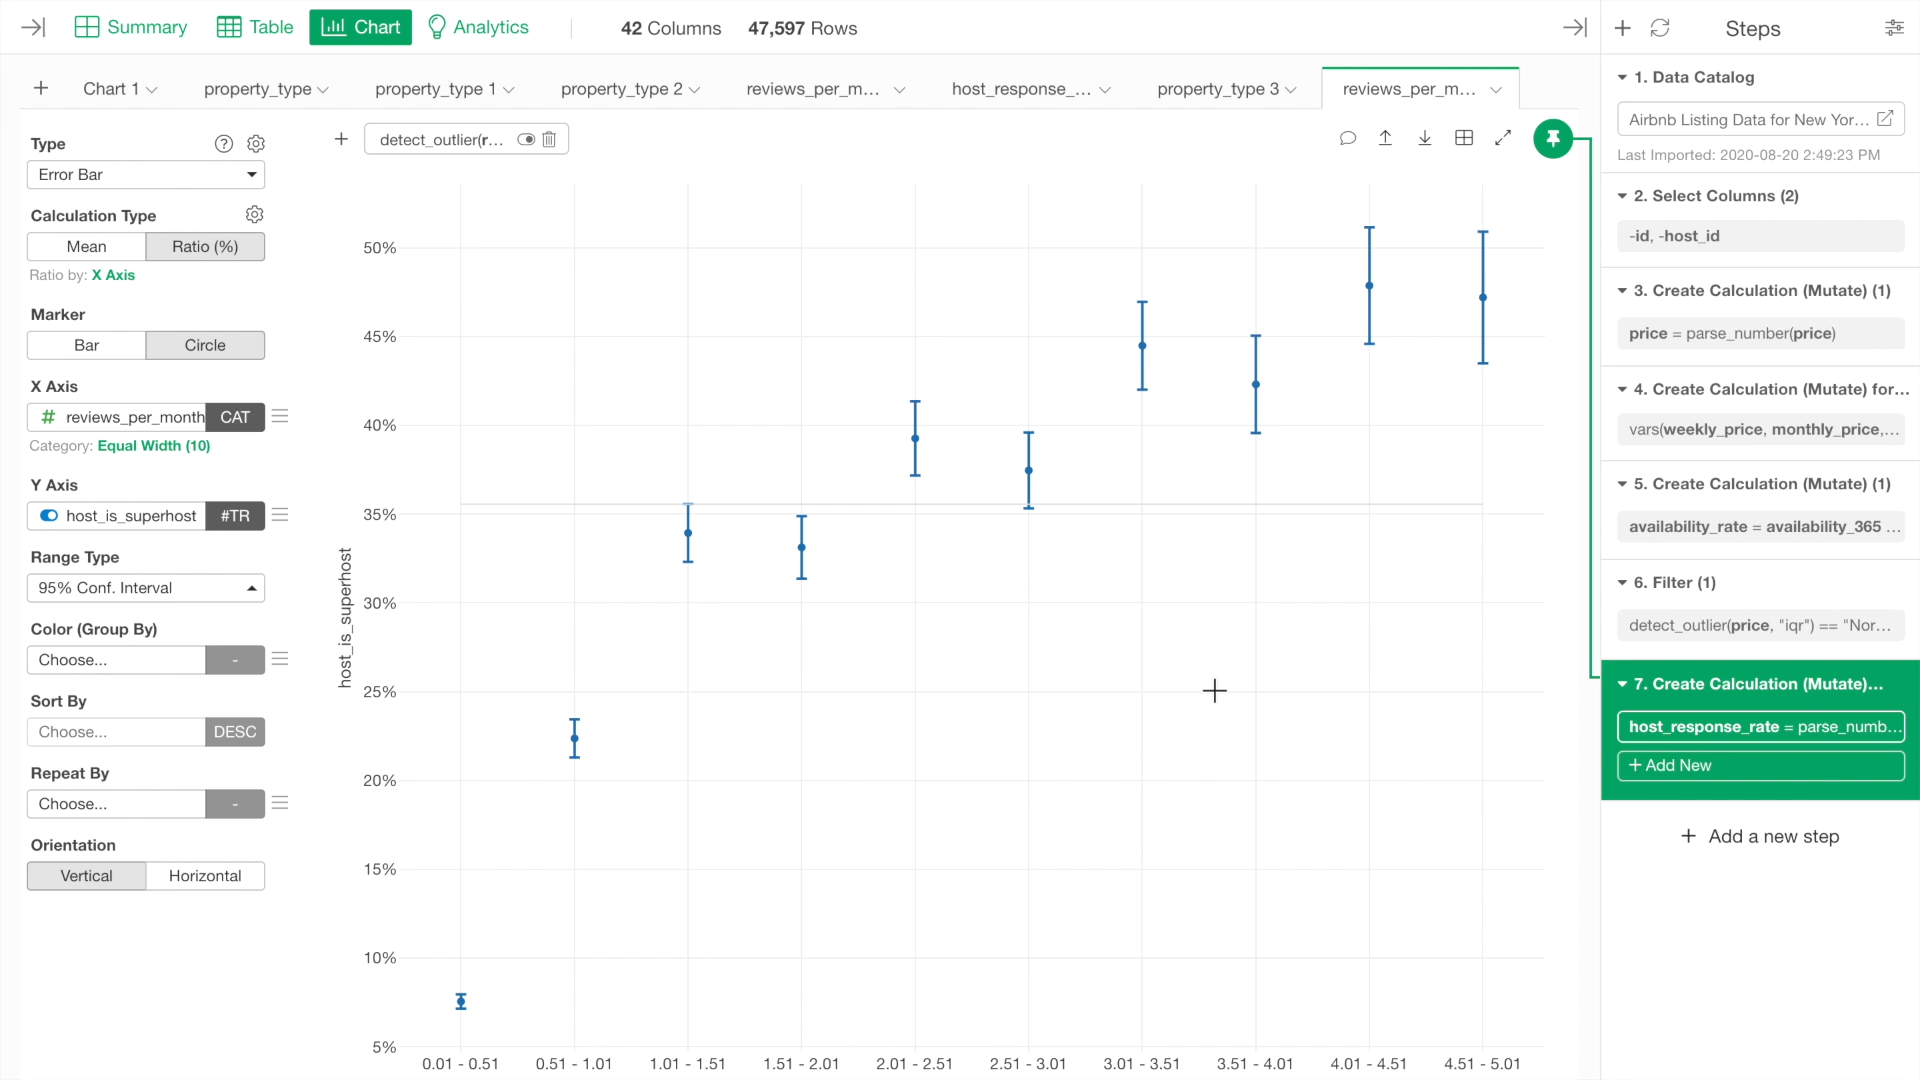 Summary
Table
Chart
Analytics
42 Columns
47,597 Rows
Chart 1
property_type
property_type 1
property_type 2
reviews_per_m...
host_response_...
property_type 3
reviews_per_m...
Type
Error Bar
Calculation Type
Mean
Ratio (%)
Ratio by: X Axis
Marker
Bar
Circle
X Axis
# reviews_per_month
CAT
Category: Equal Width (10)
Y Axis
host_is_superhost
#TR
Range Type
95% Conf. Interval
Color (Group By)
Choose...
-
Sort By
Choose...
DESC
Repeat By
Choose...
-
Orientation
Vertical
Horizontal
detect_outlier(r...
host_is_superhost
50%
45%
40%
35%
30%
25%
20%
15%
10%
5%
0.01 - 0.51
0.51 - 1.01
1.01 - 1.51
1.51 - 2.01
2.01 - 2.51
2.51 - 3.01
3.01 - 3.51
3.51 - 4.01
4.01 - 4.51
4.51 - 5.01
Steps
1. Data Catalog
Airbnb Listing Data for New Yor...
Last Imported: 2020-08-20 2:49:23 PM
2. Select Columns (2)
-id, -host_id
3. Create Calculation (Mutate) (1)
price = parse_number(price)
4. Create Calculation (Mutate) for...
vars(weekly_price, monthly_price,...
5. Create Calculation (Mutate) (1)
availability_rate = availability_365 ...
6. Filter (1)
detect_outlier(price, "iqr") == "Nor...
7. Create Calculation (Mutate)...
host_response_rate = parse_numb...
+ Add New
+ Add a new step